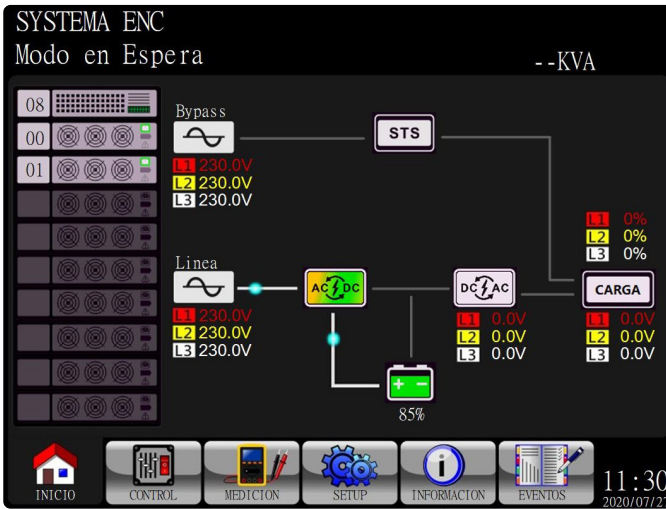 SYSTEMA ENC
Modo en Espera
--KVA
08
00
01
Bypass
STS
L1 230.0V
L2 230.0V
L3 230.0V
L1 0%
L2 0%
L3 0%
Linea
AC DC
DC AC
CARGA
L1 230.0V
L2 230.0V
L3 230.0V
L1 0.0V
L2 0.0V
L3 0.0V
L1 0.0V
L2 0.0V
L3 0.0V
85%
INICIO
CONTROL
MEDICION
SETUP
INFORMACION
EVENTOS
11:30